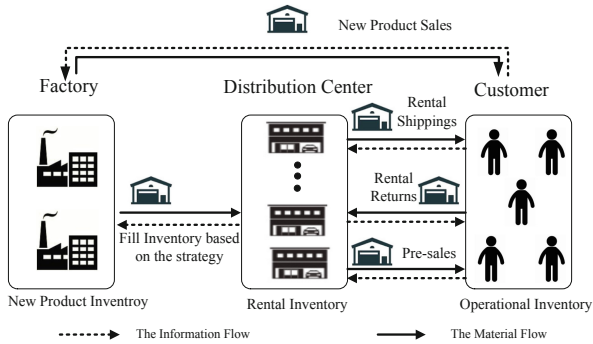 New Product Sales
Factory
Distribution Center
Customer
Rental
Shippings
Rental
Returns
Fill Inventory based
on the strategy
Pre-sales
New Product Inventroy
Rental Inventory
Operational Inventory
The Information Flow
The Material Flow